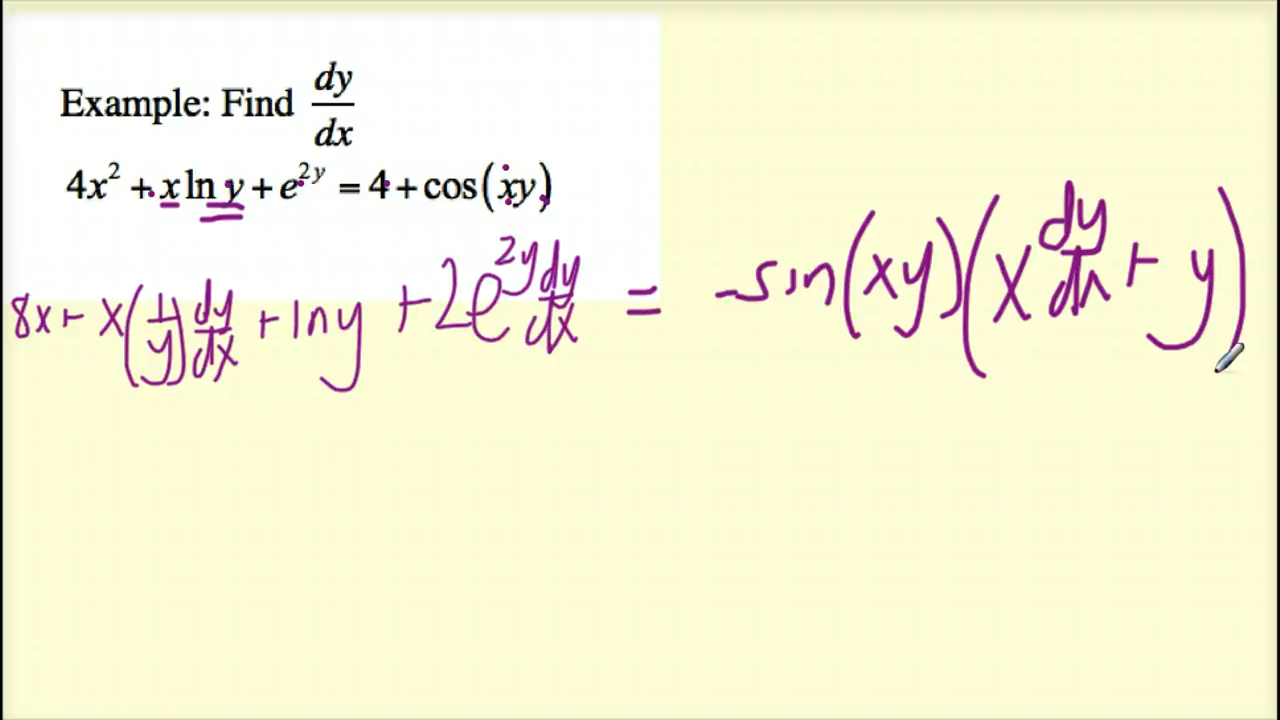 Example: Find dy/dx
4x² + x ln y + e^(2y) = 4 + cos(xy)
8x + x(1/y) dy/dx + ln y + 2e^(2y) dy/dx = -sin(xy)(x dy/dx + y)